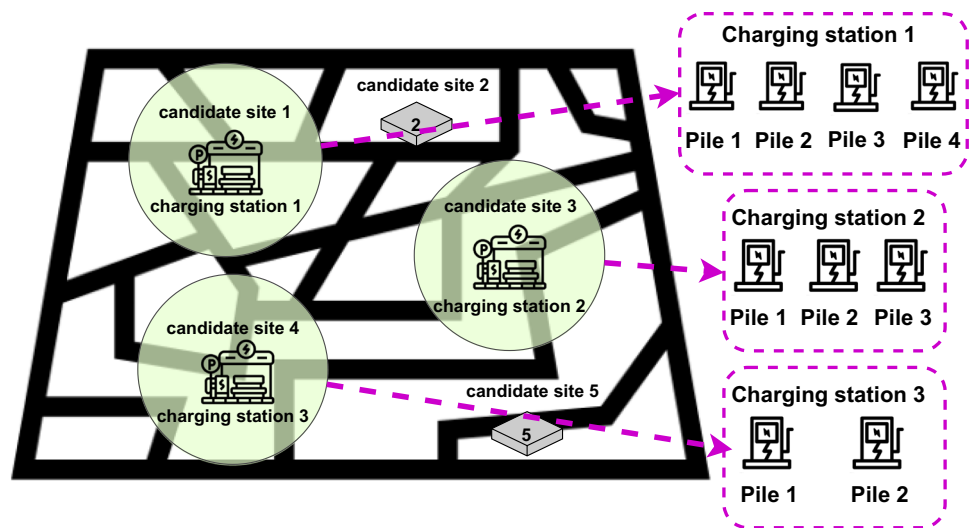 candidate site 1
P
charging station 1
candidate site 2
2
candidate site 3
P
charging station 2
candidate site 4
P
charging station 3
candidate site 5
5
Charging station 1
Pile 1 Pile 2 Pile 3 Pile 4
Charging station 2
Pile 1 Pile 2 Pile 3
Charging station 3
Pile 1 Pile 2